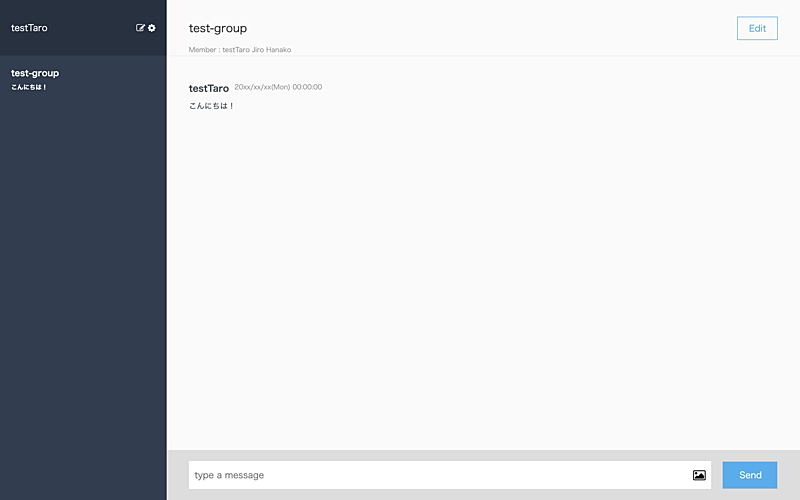 testTaro
test-group
こんにちは！
test-group
Edit
Member : testTaro Jiro Hanako
testTaro 20xx/xx/xx(Mon) 00:00:00
こんにちは！
type a message
Send